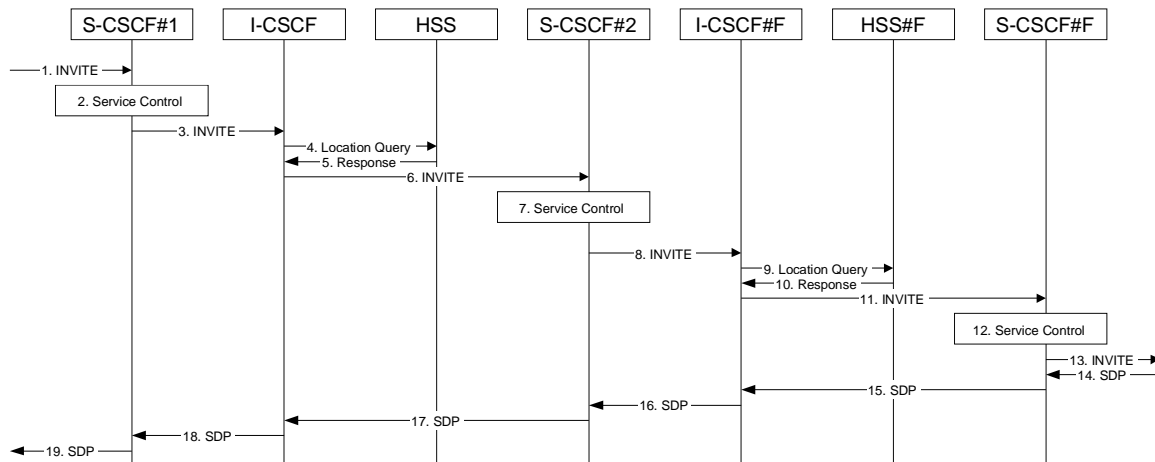 S-CSCF#1
I-CSCF
HSS
S-CSCF#2
I-CSCF#F
HSS#F
S-CSCF#F
1. INVITE
2. Service Control
3. INVITE
4. Location Query
5. Response
6. INVITE
7. Service Control
8. INVITE
9. Location Query
10. Response
11. INVITE
12. Service Control
13. INVITE
14. SDP
15. SDP
16. SDP
17. SDP
18. SDP
19. SDP